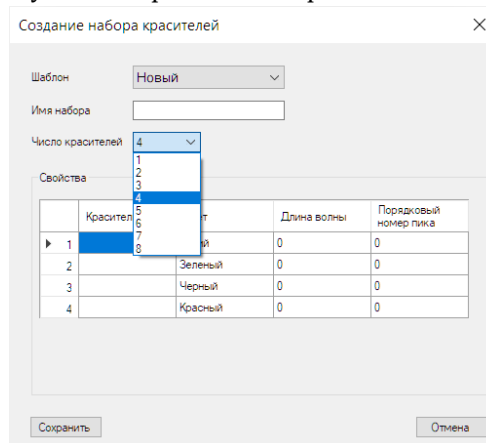 Создание набора красителей
Шаблон Новый
Имя набора
Число красителей 4
1
2
3
4
5
6
7
8
Свойства
Длина волны Порядковый номер пика
1 0 0
2 Зеленый 0 0
3 Черный 0 0
4 Красный 0 0
Сохранить Отмена